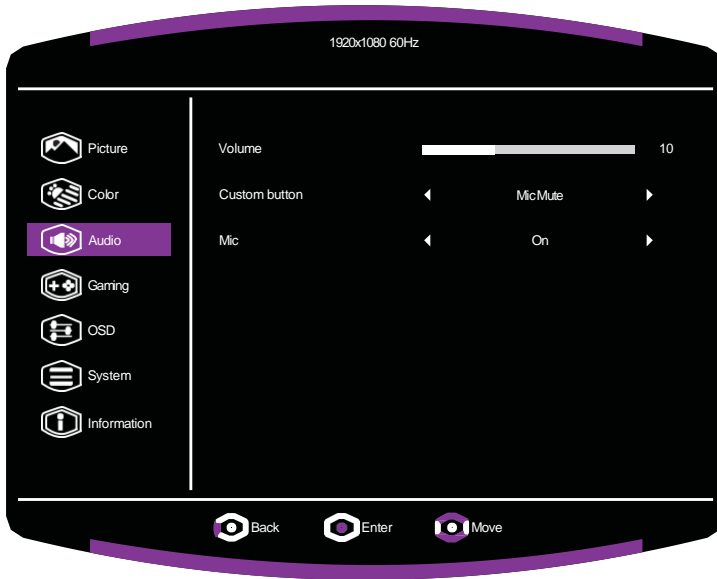 1920x1080 60Hz
Picture
Volume 10
Color
Custom button MicMute
Audio
Mic On
Gaming
OSD
System
Information
Back Enter Move